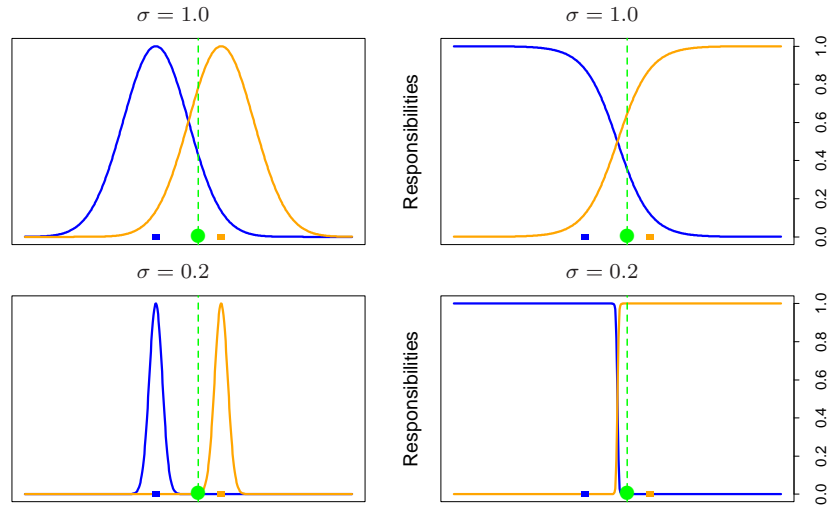 σ = 1.0
σ = 1.0
Responsibilities
0.0 0.2 0.4 0.6 0.8 1.0
σ = 0.2
σ = 0.2
Responsibilities
0.0 0.2 0.4 0.6 0.8 1.0